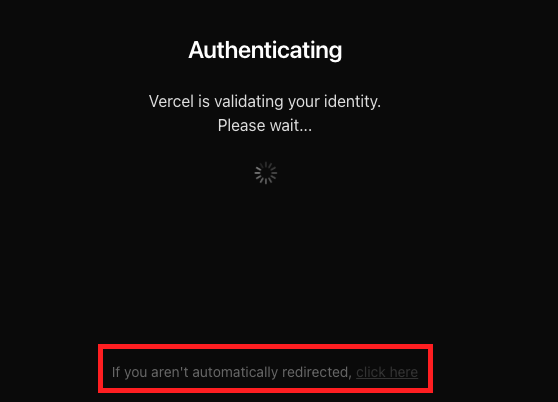 Authenticating
Vercel is validating your identity.
Please wait...
If you aren't automatically redirected, click here